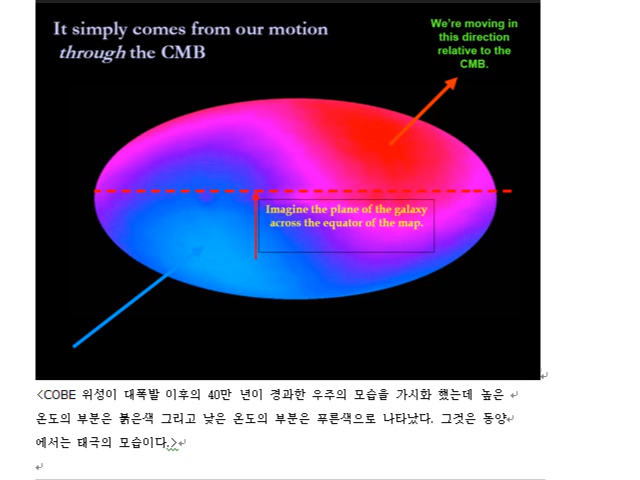 It simply comes from our motion
through the CMB
We're moving in
this direction
relative to the
CMB.
Imagine the plane of the galaxy
across the equator of the map.
<COBE 위성이 대폭발 이후의 40만 년이 경과한 우주의 모습을 가시화 했는데 높은
온도의 부분은 붉은색 그리고 낮은 온도의 부분은 푸른색으로 나타났다. 그것은 동양
에서는 태극의 모습이다.>